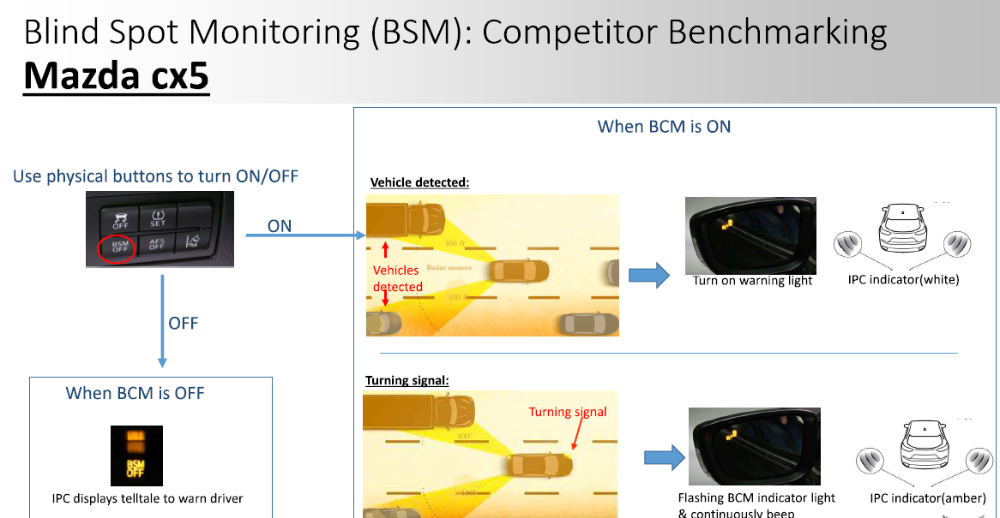 Blind Spot Monitoring (BSM): Competitor Benchmarking
Mazda cx5
Use physical buttons to turn ON/OFF
OFF
SET
BSM
OFF
AFS
OFF
ON
OFF
When BCM is OFF
BSM
OFF
IPC displays telltale to warn driver
When BCM is ON
Vehicle detected:
100 ft
Vehicles
detected
Radar sensors
100 ft
Turn on warning light
IPC indicator(white)
Turning signal:
Turning signal
100'
100'
Flashing BCM indicator light
& continuously beep
IPC indicator(amber)